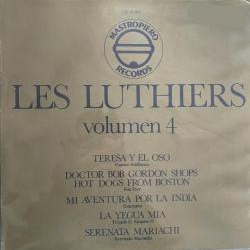 MASTROPIERO
RECORDS
LES LUTHIERS
volumen 4
TERESA Y EL OSO
DOCTOR BOB GORDON SHOPS
HOT DOGS FROM BOSTON
MI AVENTURA POR LA INDIA
LA YEGUA MIA
SERENATA MARIACHI